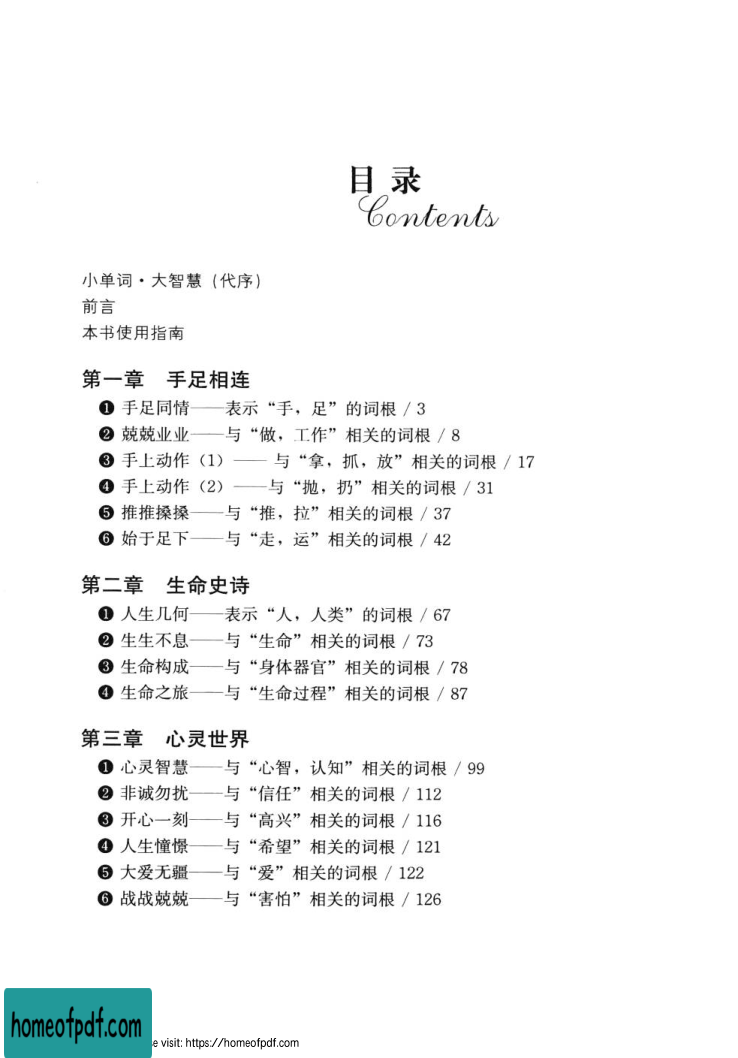 目 录
Contents
小单词·大智慧（代序）
前言
本书使用指南
第一章 手足相连
❶ 手足同情——表示“手，足”的词根 / 3
❷ 兢兢业业——与“做，工作”相关的词根 / 8
❸ 手上动作（1）—— 与“拿，抓，放”相关的词根 / 17
❹ 手上动作（2）——与“抛，扔”相关的词根 / 31
❺ 推推搡搡——与“推，拉”相关的词根 / 37
❻ 始于足下——与“走，运”相关的词根 / 42
第二章 生命史诗
❶ 人生几何——表示“人，人类”的词根 / 67
❷ 生生不息——与“生命”相关的词根 / 73
❸ 生命构成——与“身体器官”相关的词根 / 78
❹ 生命之旅——与“生命过程”相关的词根 / 87
第三章 心灵世界
❶ 心灵智慧——与“心智，认知”相关的词根 / 99
❷ 非诚勿扰——与“信任”相关的词根 / 112
❸ 开心一刻——与“高兴”相关的词根 / 116
❹ 人生憧憬——与“希望”相关的词根 / 121
❺ 大爱无疆——与“爱”相关的词根 / 122
❻ 战战兢兢——与“害怕”相关的词根 / 126
homeofpdf.com
e visit: https://homeofpdf.com